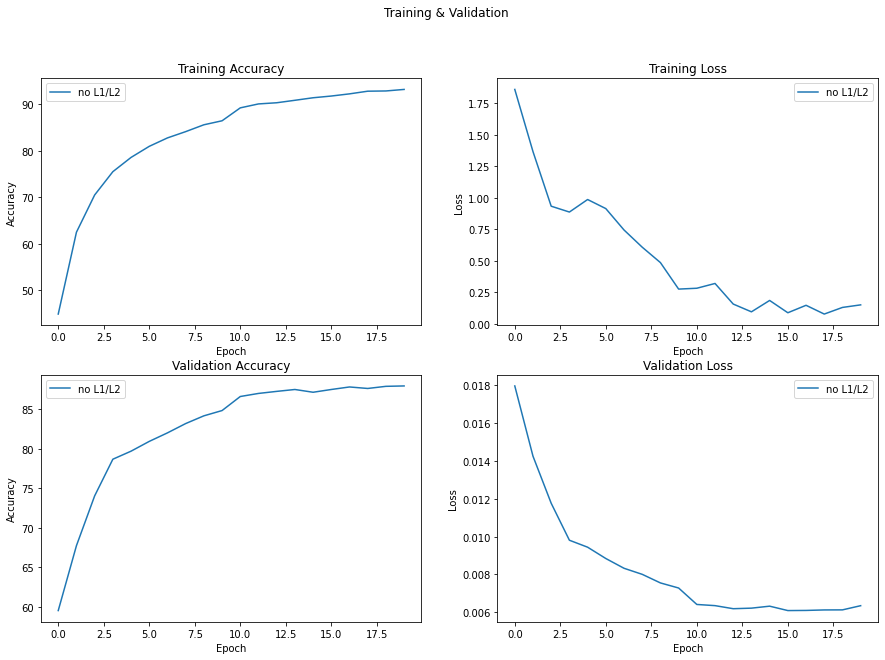 Training & Validation
Training Accuracy
no L1/L2
90
80
70
60
50
Accuracy
0.0 2.5 5.0 7.5 10.0 12.5 15.0 17.5
Epoch
Training Loss
no L1/L2
1.75
1.50
1.25
1.00
0.75
0.50
0.25
0.00
Loss
0.0 2.5 5.0 7.5 10.0 12.5 15.0 17.5
Epoch
Validation Accuracy
no L1/L2
85
80
75
70
65
60
Accuracy
0.0 2.5 5.0 7.5 10.0 12.5 15.0 17.5
Epoch
Validation Loss
no L1/L2
0.018
0.016
0.014
0.012
0.010
0.008
0.006
Loss
0.0 2.5 5.0 7.5 10.0 12.5 15.0 17.5
Epoch